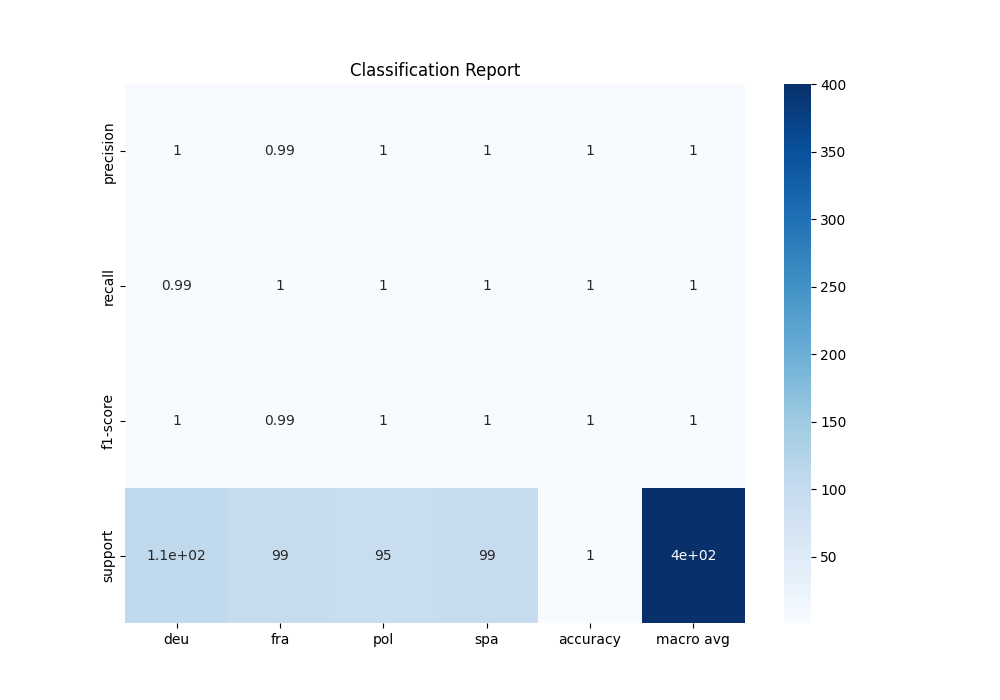 Classification Report
precision 1 0.99 1 1 1 1
recall 0.99 1 1 1 1 1
f1-score 1 0.99 1 1 1 1
support 1.1e+02 99 95 99 1 4e+02
deu fra pol spa accuracy macro avg
400
350
300
250
200
150
100
50